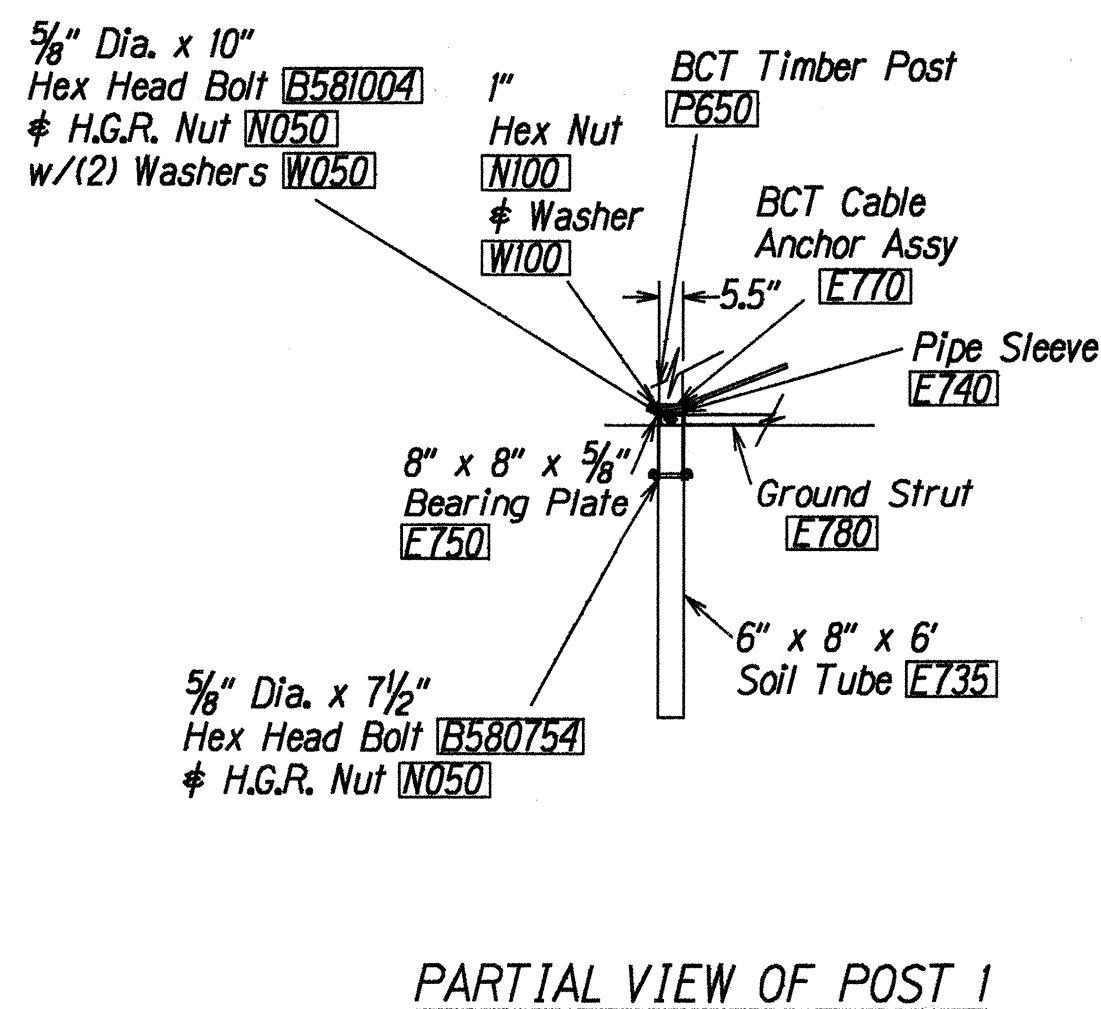 5/8" Dia. x 10"
Hex Head Bolt B581004
& H.G.R. Nut N050
w/(2) Washers W050
1"
Hex Nut
N100
& Washer
W100
BCT Timber Post
P650
BCT Cable
Anchor Assy
E770
5.5"
Pipe Sleeve
E740
8" x 8" x 5/8"
Bearing Plate
E750
Ground Strut
E780
6" x 8" x 6'
Soil Tube E735
5/8" Dia. x 7 1/2"
Hex Head Bolt B580754
& H.G.R. Nut N050
PARTIAL VIEW OF POST 1